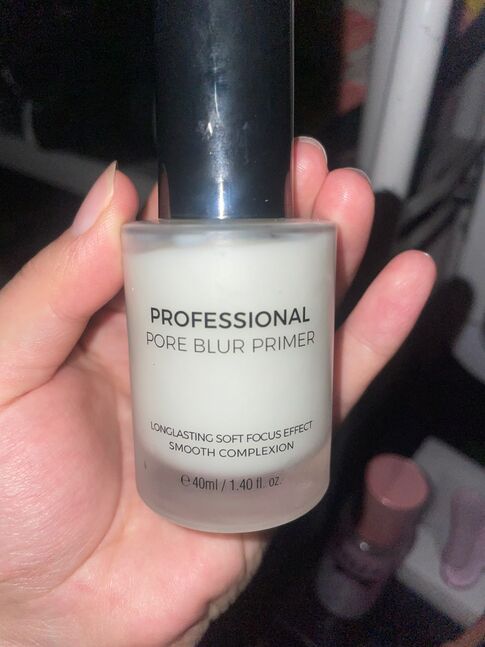 PROFESSIONAL
PORE BLUR PRIMER
LONGLASTING SOFT FOCUS EFFECT
SMOOTH COMPLEXION
℮40ml / 1.40 fl. oz.